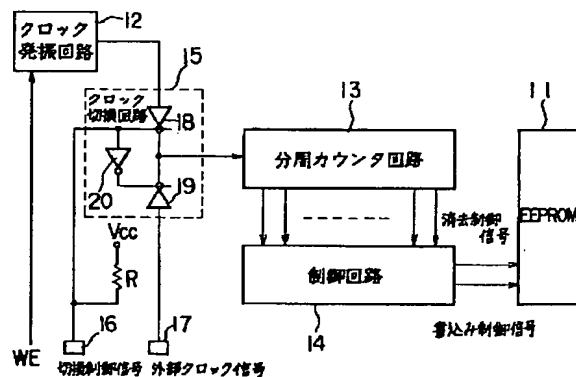 クロック
発振回路
12
15
クロック
切換回路
18
20
19
VCC
R
16
17
WE
切換制御信号
外部クロック信号
13
分周カウンタ回路
消去制御
信号
制御回路
14
書込み制御信号
11
EEPROM